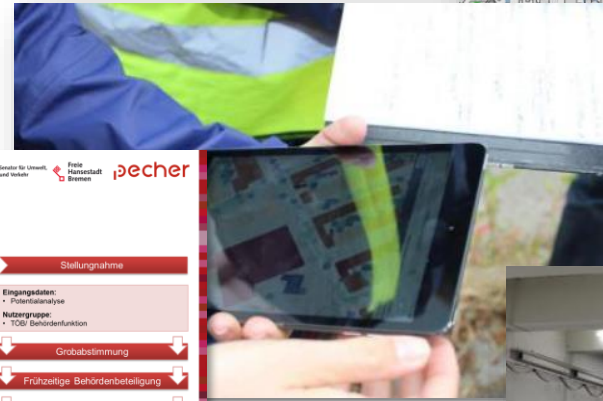 Senator für Umwelt,
und Verkehr
Freie
Hansestadt
Bremen
pecher
Stellungnahme
Eingangsdaten:
• Potentialanalyse
Nutzergruppe:
• TÖB/ Behördenfunktion
Grobabstimmung
Frühzeitige Behördenbeteiligung